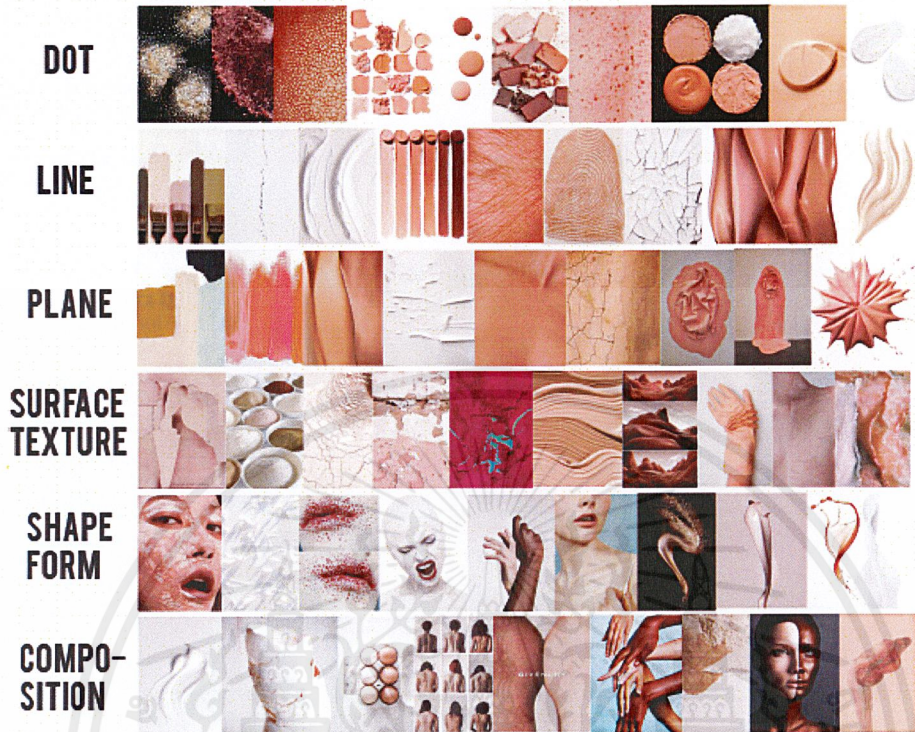 DOT
LINE
PLANE
SURFACE
TEXTURE
SHAPE
FORM
COMPO-
SITION
GIVENCHY